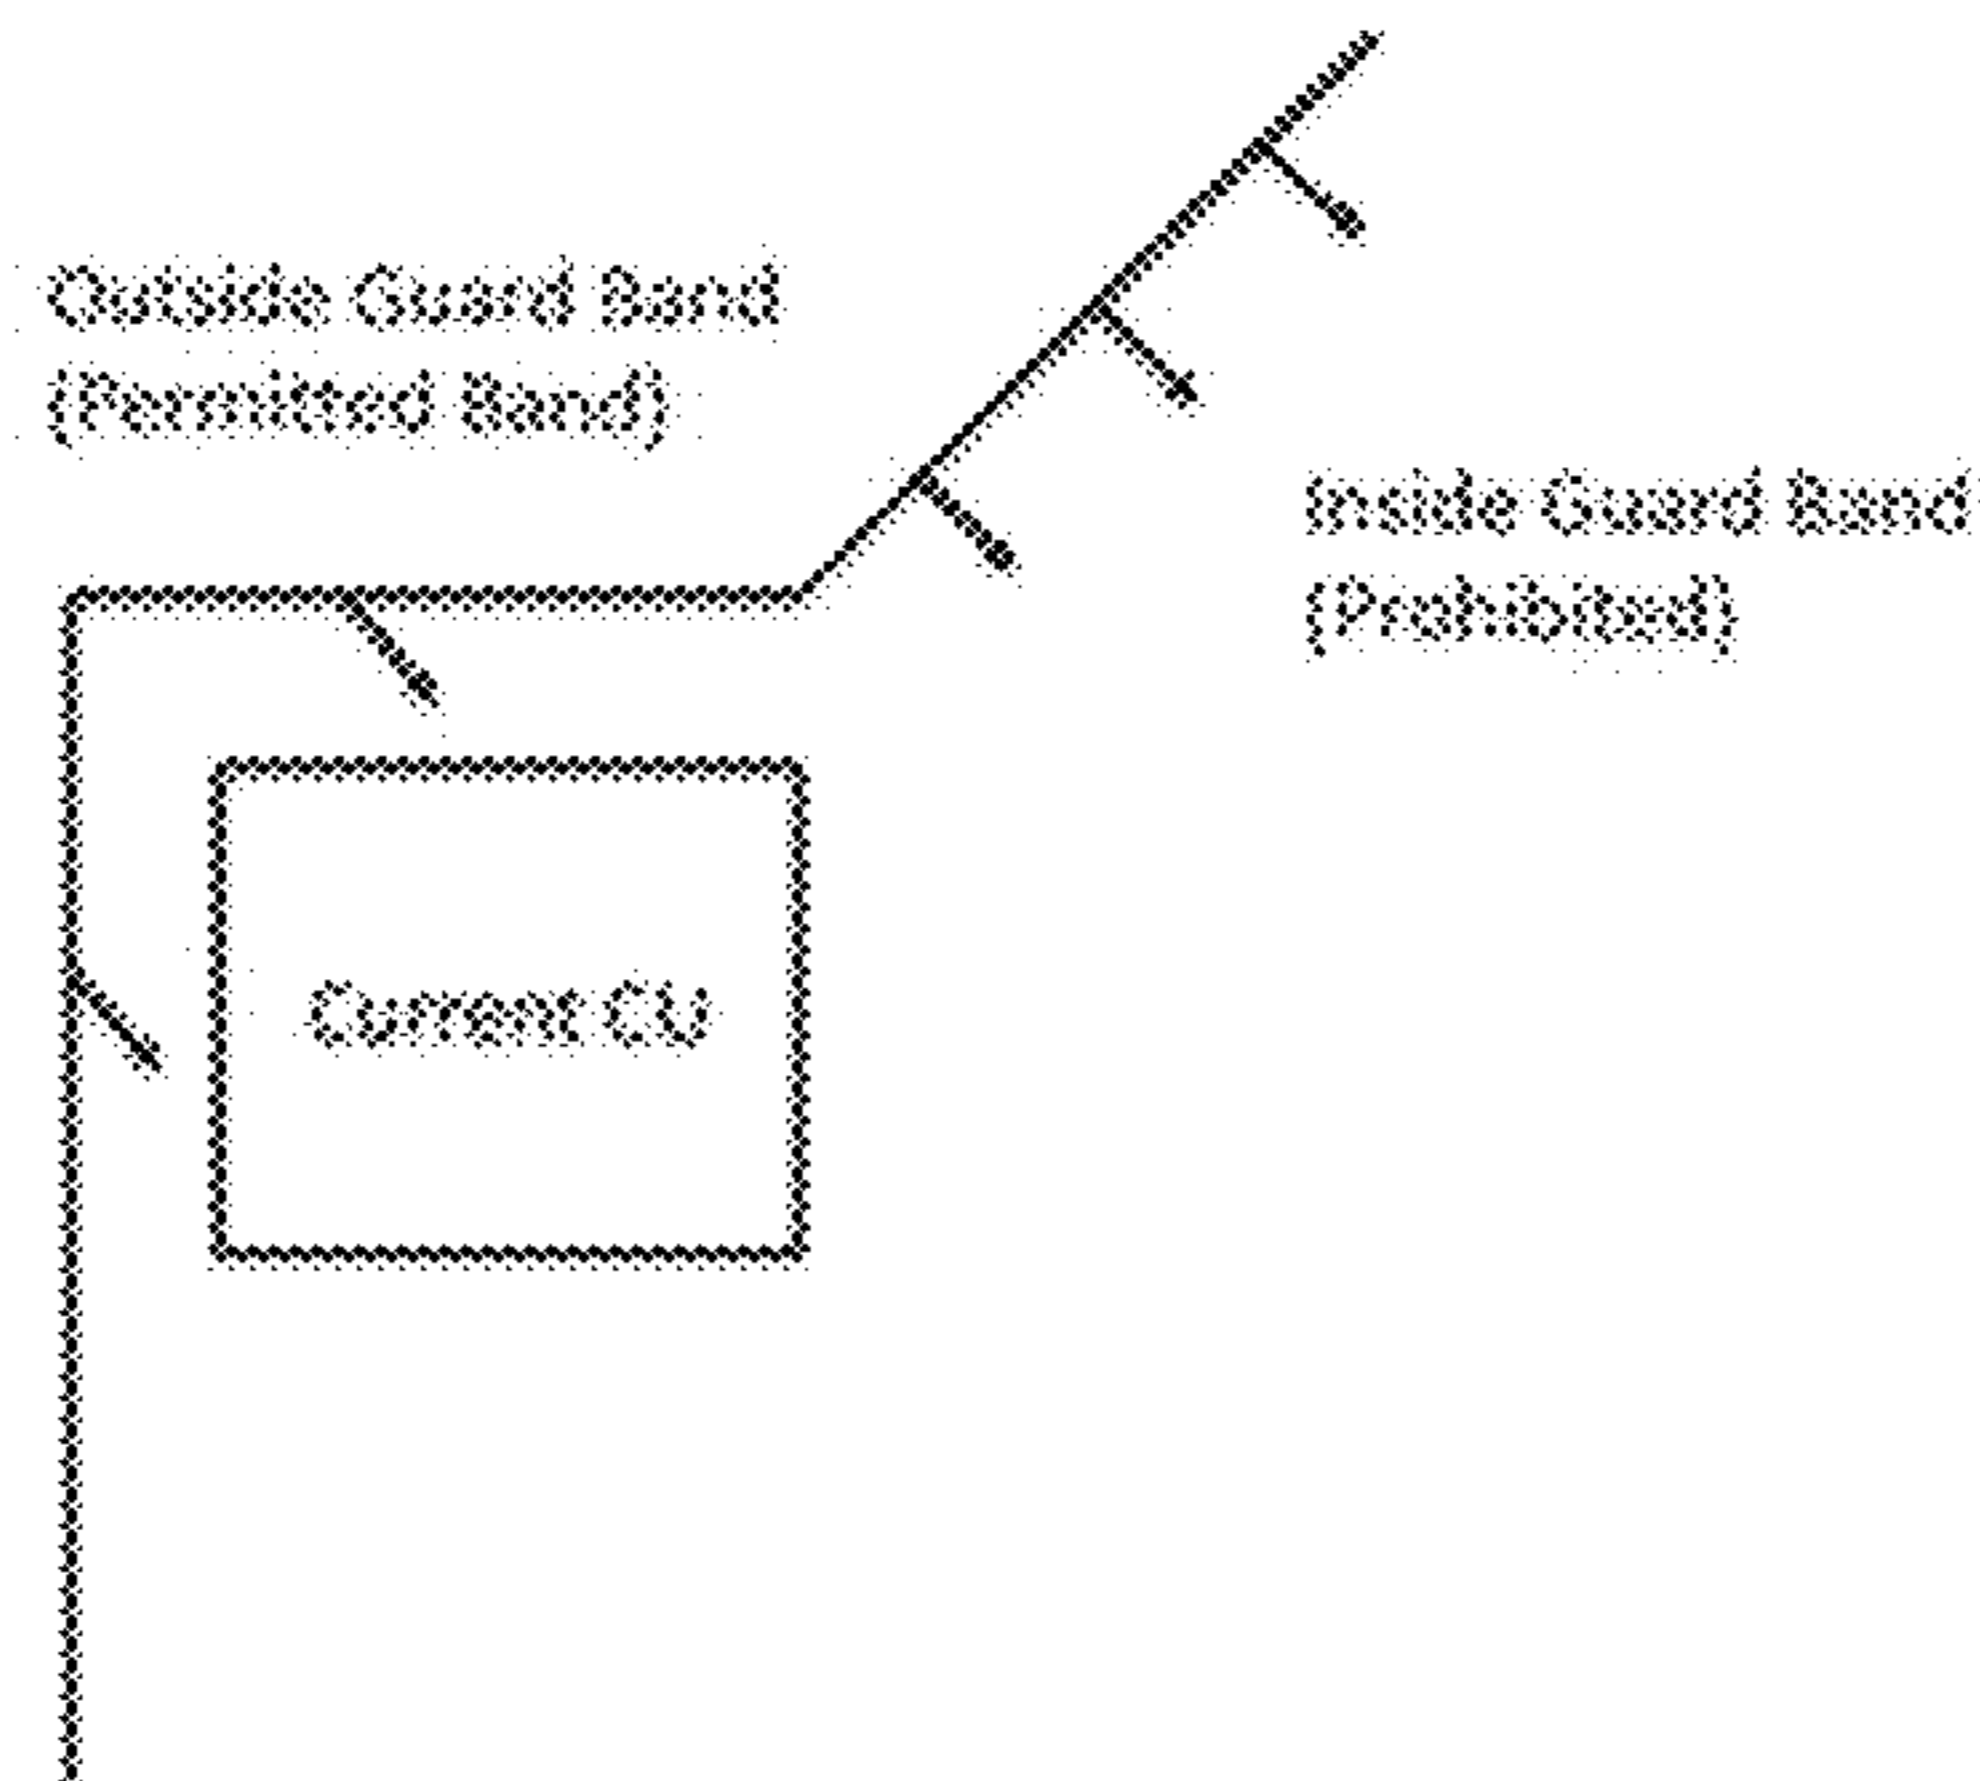 Outside Guard Band
(Permitted Band)
Inside Guard Band
(Prohibited)
Current CU